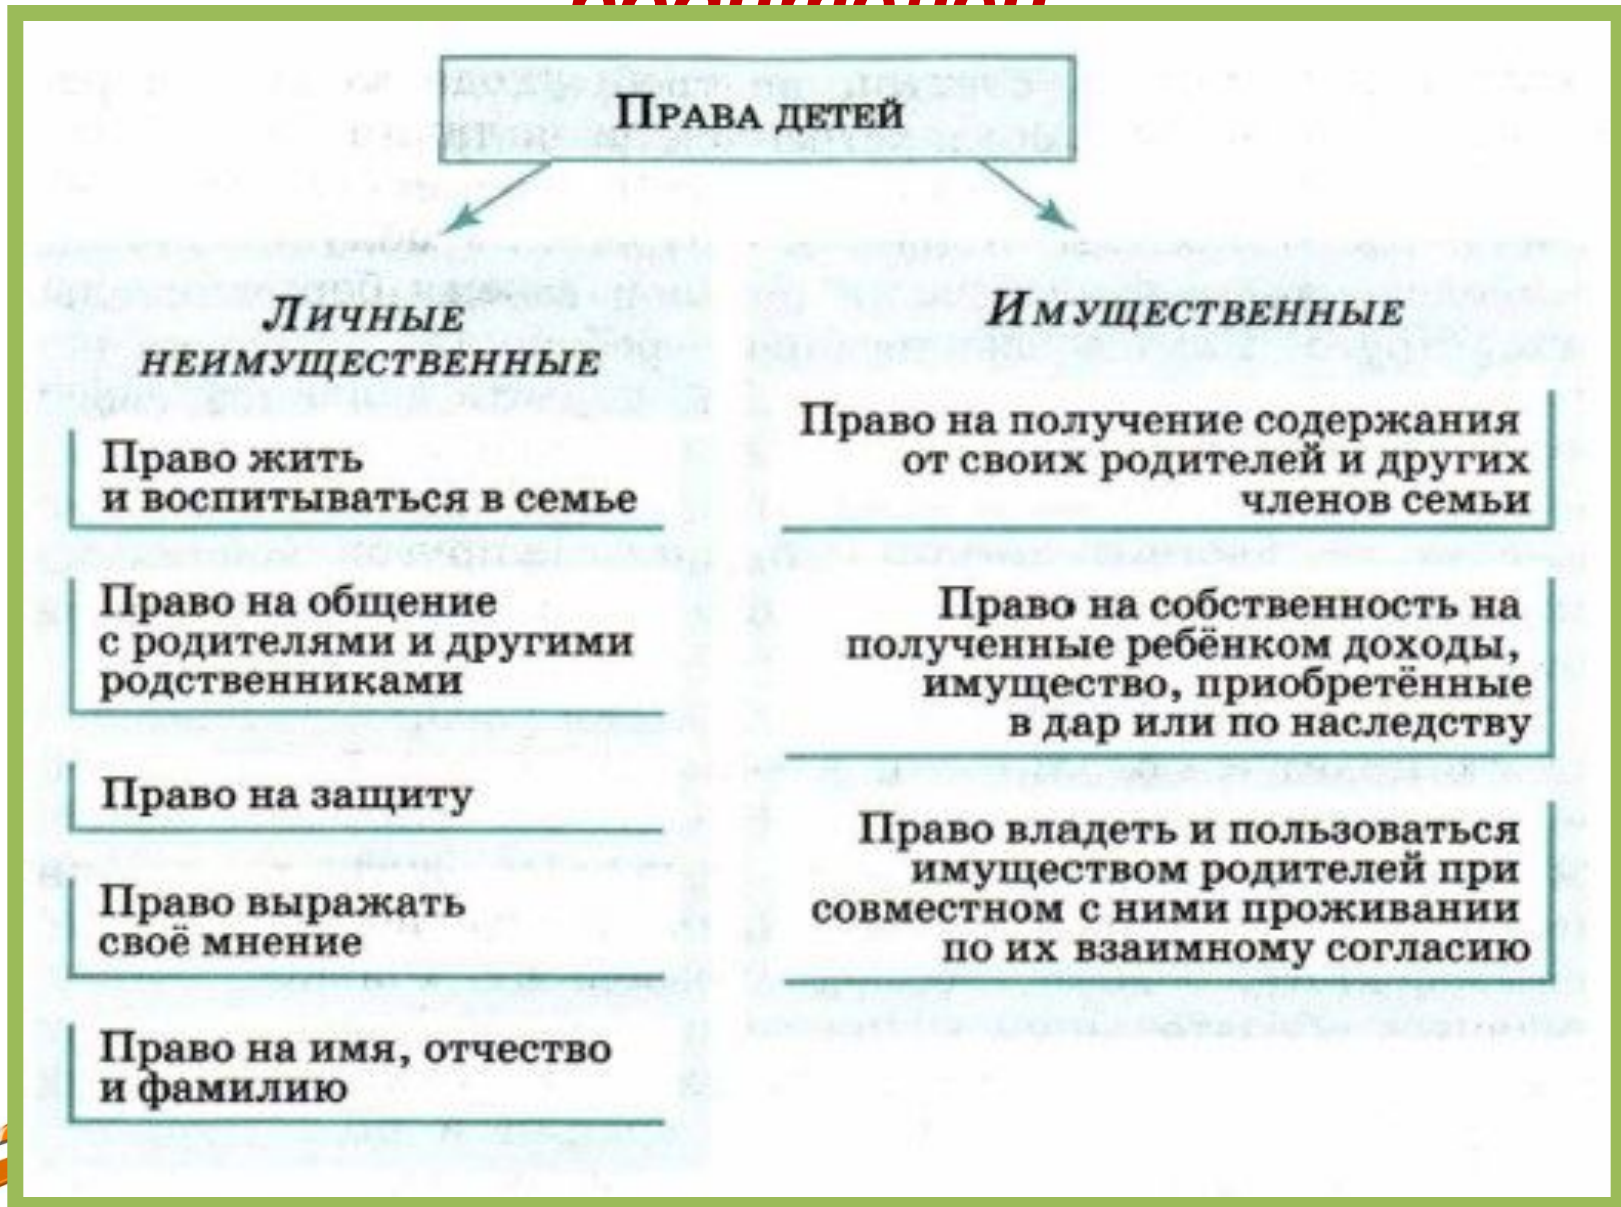 Права детей
Личные
неимущественные
Право жить
и воспитываться в семье
Право на общение
с родителями и другими
родственниками
Право на защиту
Право выражать
своё мнение
Право на имя, отчество
и фамилию
Имущественные
Право на получение содержания
от своих родителей и других
членов семьи
Право на собственность на
полученные ребёнком доходы,
имущество, приобретённые
в дар или по наследству
Право владеть и пользоваться
имуществом родителей при
совместном с ними проживании
по их взаимному согласию